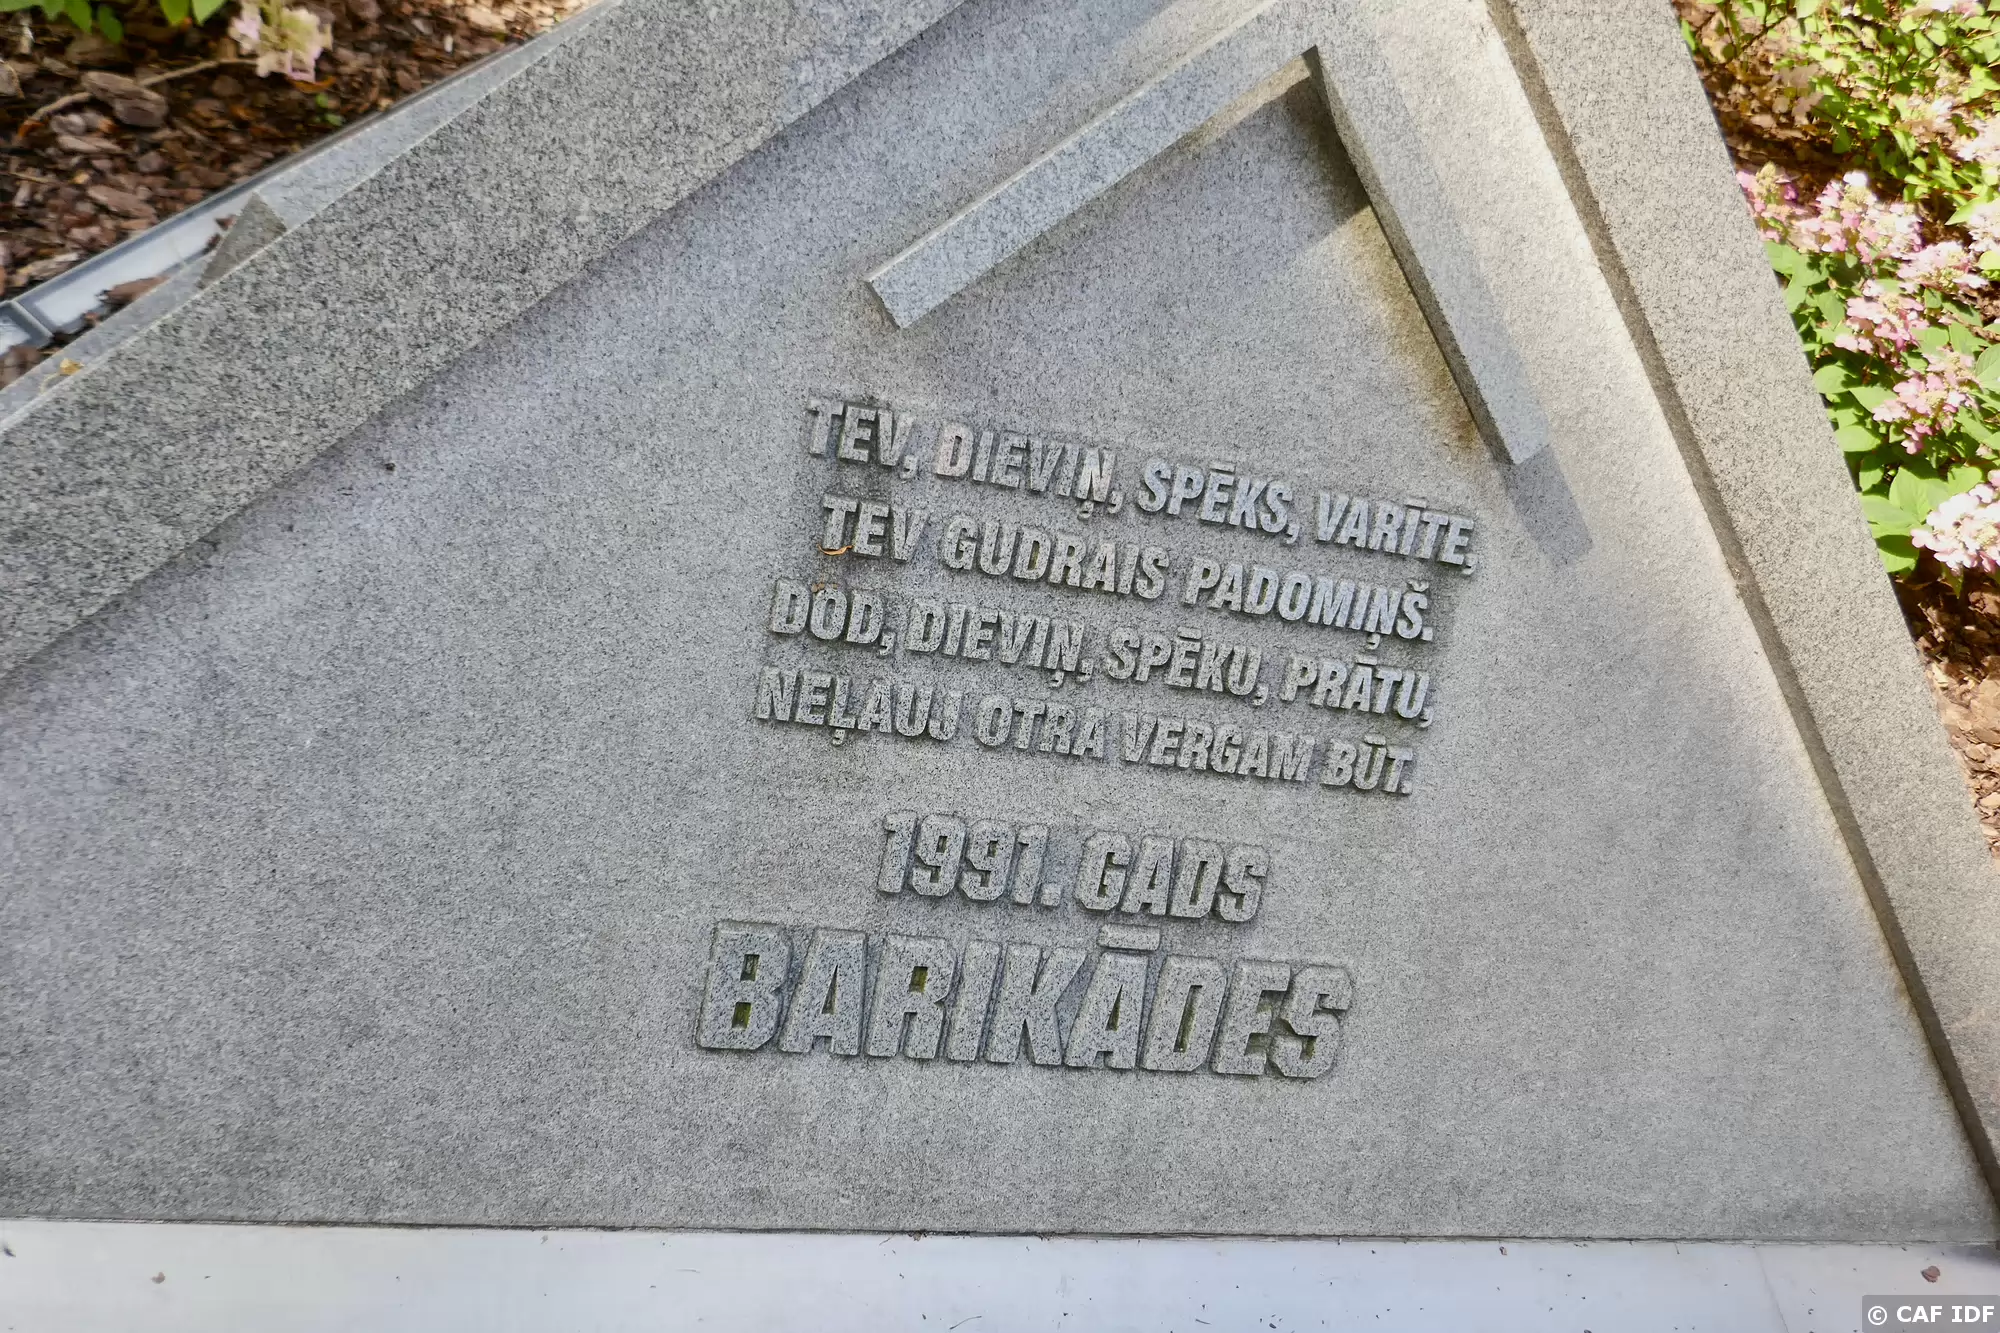 TEV, DIEVIŅ, SPĒKS, VARĪTE,
TEV GUDRAIS PADOMIŅŠ.
DOD, DIEVIŅ, SPĒKU, PRĀTU,
NEĻAUJ OTRA VERGAM BŪT.
1991. GADS
BARIKĀDES
© CAF IDF